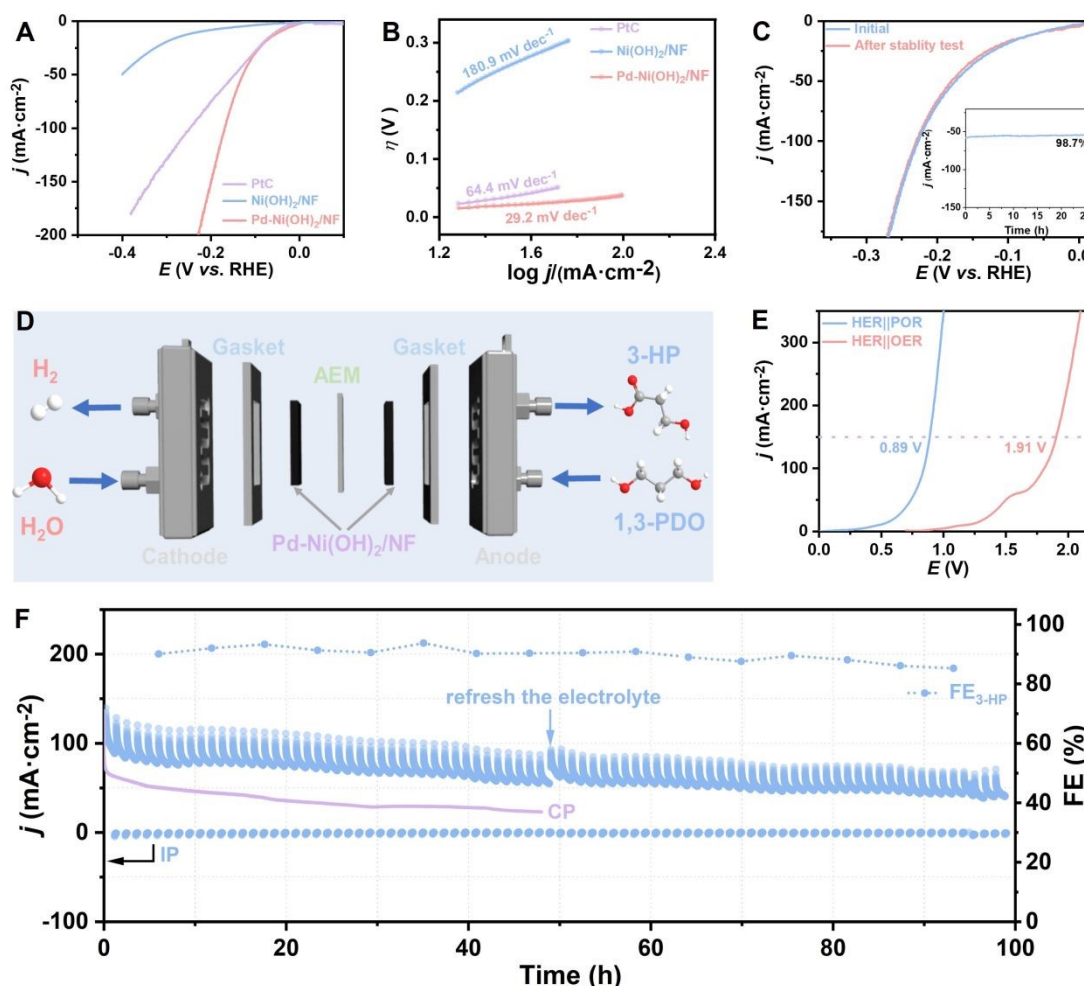 A
j (mA·cm-2)
0
-50
-100
-150
-200
-0.4
-0.2
0.0
E (V vs. RHE)
PtC
Ni(OH)₂/NF
Pd-Ni(OH)₂/NF
B
η (V)
0.3
0.2
0.1
0.0
1.2
1.6
2.0
2.4
log j/(mA·cm-2)
180.9 mV dec⁻¹
64.4 mV dec⁻¹
29.2 mV dec⁻¹
PtC
Ni(OH)₂/NF
Pd-Ni(OH)₂/NF
C
j (mA·cm-2)
0
-50
-100
-150
-0.3
-0.2
-0.1
0.0
E (V vs. RHE)
Initial
After stablity test
j (mA·cm-2)
0
-50
-100
-150
0
5
10
15
20
25
Time (h)
98.7%
D
H₂
H₂O
Gasket
AEM
Gasket
3-HP
1,3-PDO
Cathode
Pd-Ni(OH)₂/NF
Anode
E
j (mA·cm-2)
300
200
100
0
0.0
0.5
1.0
1.5
2.0
E (V)
HER||POR
HER||OER
0.89 V
1.91 V
F
j (mA·cm-2)
200
100
0
-100
0
20
40
60
80
100
Time (h)
FE (%)
100
80
60
40
20
0
refresh the electrolyte
FE₃₋HP
CP
IP